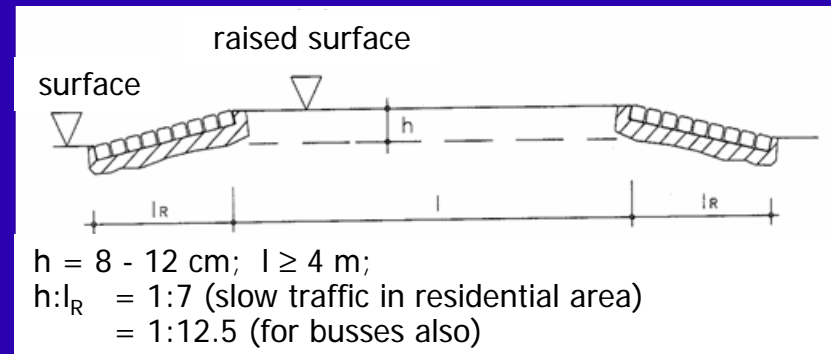 raised surface
surface
h
lR l lR
h = 8 - 12 cm; l ≥ 4 m;
h:lR = 1:7 (slow traffic in residential area)
= 1:12.5 (for busses also)